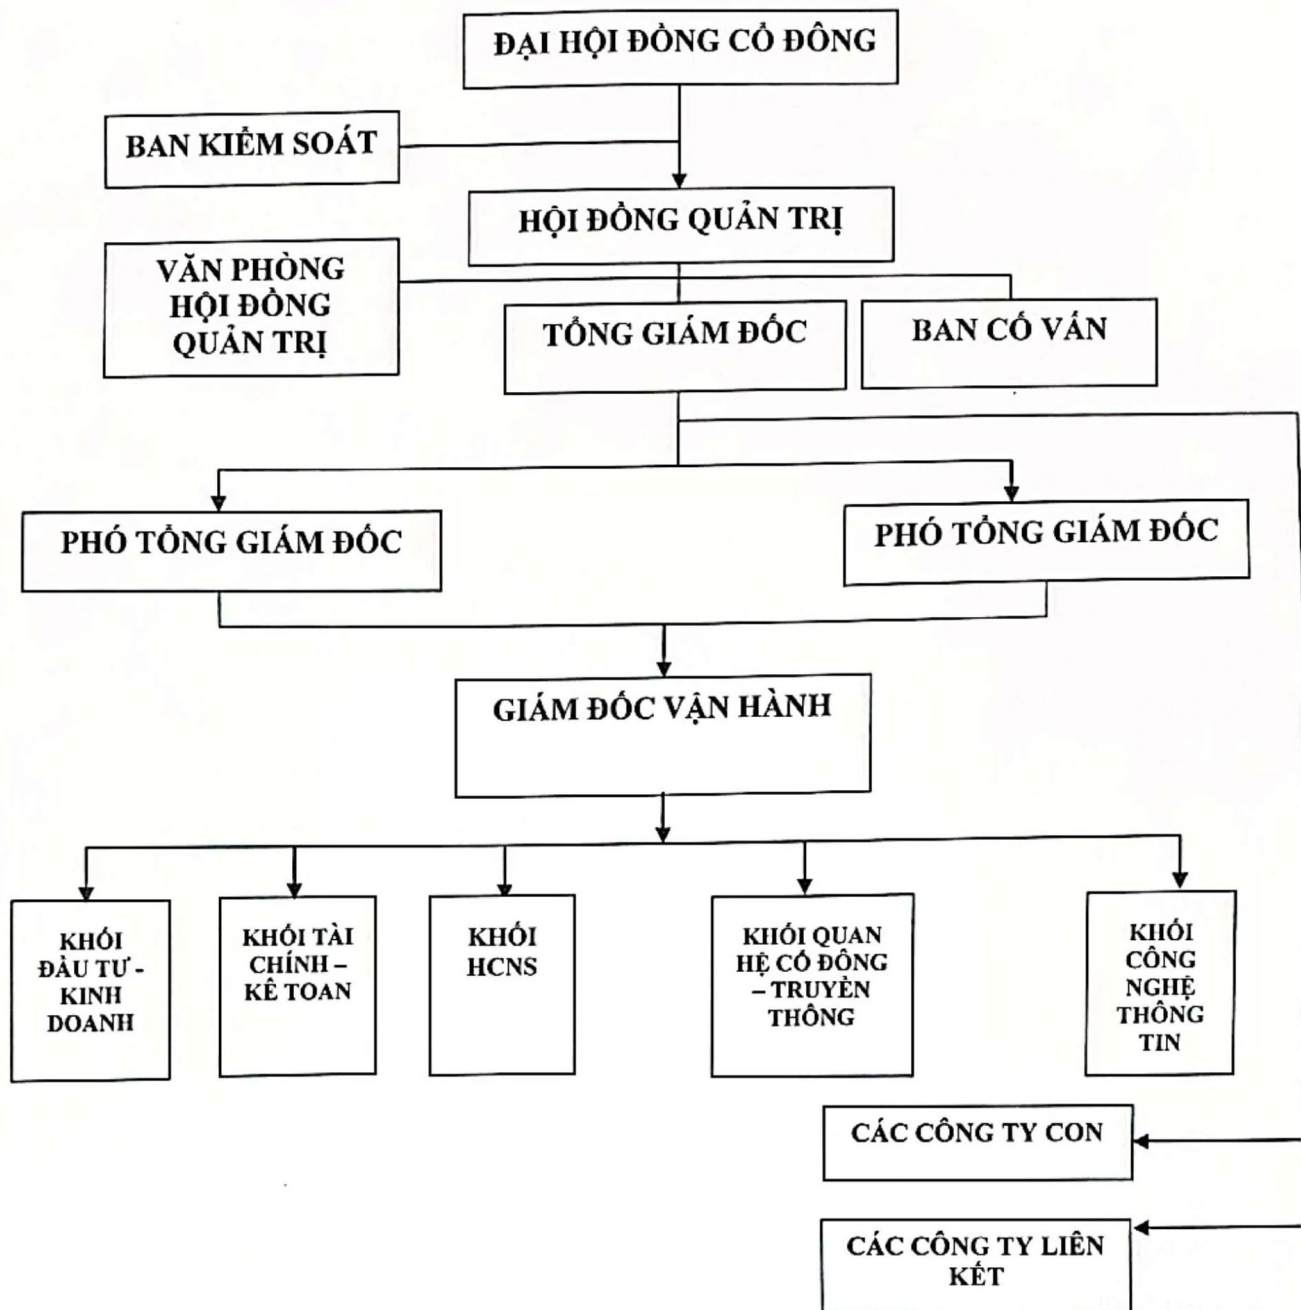 ĐẠI HỘI ĐỒNG CỔ ĐÔNG
BAN KIỂM SOÁT
HỘI ĐỒNG QUẢN TRỊ
VĂN PHÒNG
HỘI ĐỒNG
QUẢN TRỊ
TỔNG GIÁM ĐỐC
BAN CỐ VẤN
PHÓ TỔNG GIÁM ĐỐC
PHÓ TỔNG GIÁM ĐỐC
GIÁM ĐỐC VẬN HÀNH
KHỐI
ĐẦU TƯ -
KINH
DOANH
KHỐI TÀI
CHÍNH –
KẾ TOAN
KHỐI
HCNS
KHỐI QUAN
HỆ CỔ ĐÔNG
– TRUYỀN
THÔNG
KHỐI
CÔNG
NGHỆ
THÔNG
TIN
CÁC CÔNG TY CON
CÁC CÔNG TY LIÊN
KẾT